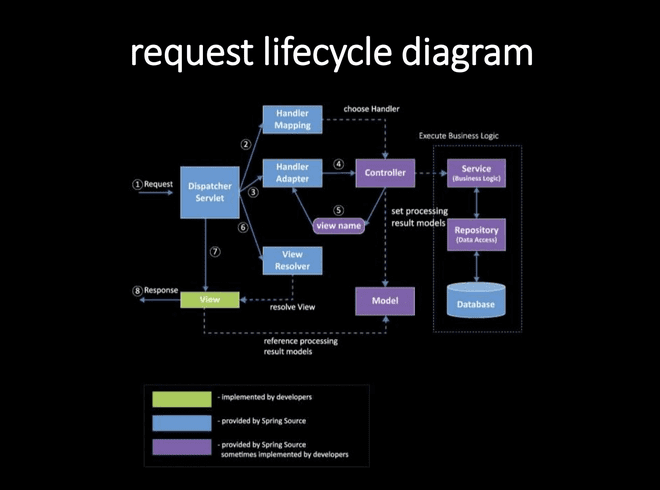 request lifecycle diagram
Handler
Mapping
choose Handler
Execute Business Logic
②
④
① Request
Dispatcher
Servlet
③
Handler
Adapter
Controller
Service
(Business Logic)
⑤
view name
set processing
result models
⑥
Repository
(Data Access)
⑦
View
Resolver
⑧ Response
View
resolve View
Model
Database
reference processing
result models
- implemented by developers
- provided by Spring Source
- provided by Spring Source
sometimes implemented by developers